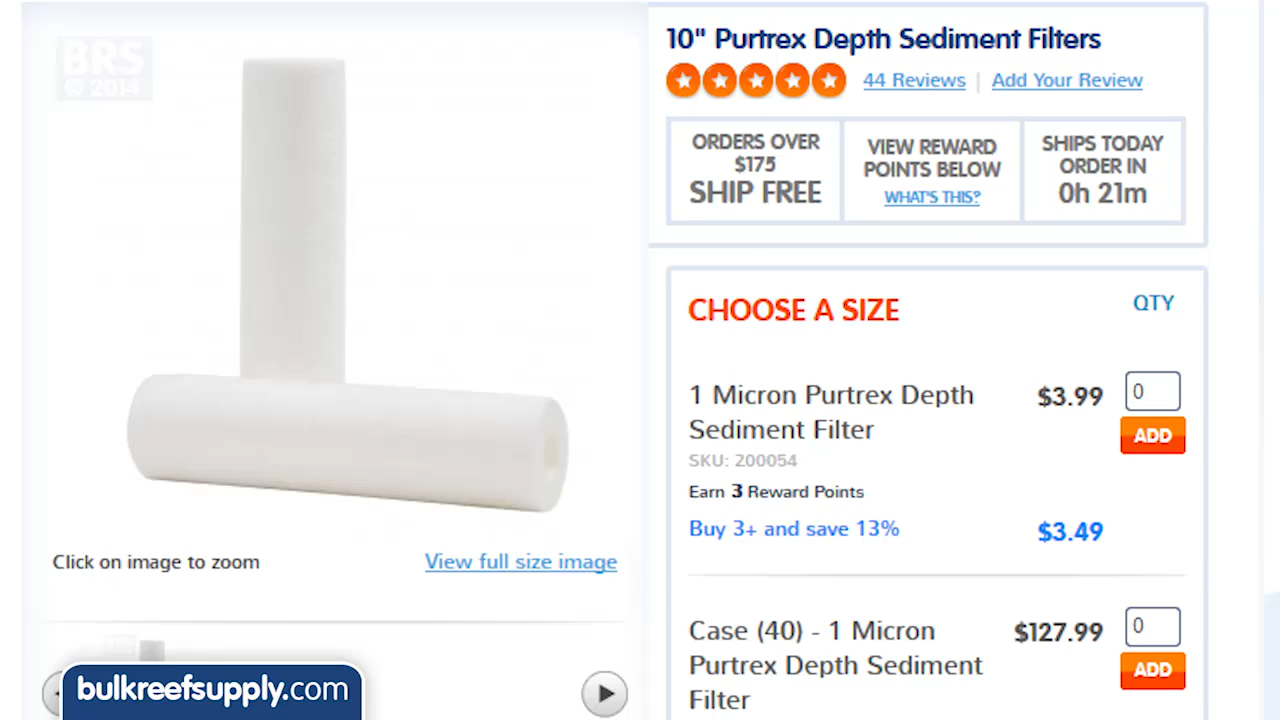 BRS
© 2014
10" Purtrex Depth Sediment Filters
44 Reviews | Add Your Review
ORDERS OVER
$175
SHIP FREE
VIEW REWARD
POINTS BELOW
WHAT'S THIS?
SHIPS TODAY
ORDER IN
0h 21m
CHOOSE A SIZE
QTY
1 Micron Purtrex Depth
Sediment Filter
$3.99
0
ADD
SKU: 200054
Earn 3 Reward Points
Buy 3+ and save 13%
$3.49
Case (40) - 1 Micron
Purtrex Depth Sediment
Filter
$127.99
0
ADD
Click on image to zoom
View full size image
bulkreefsupply.com